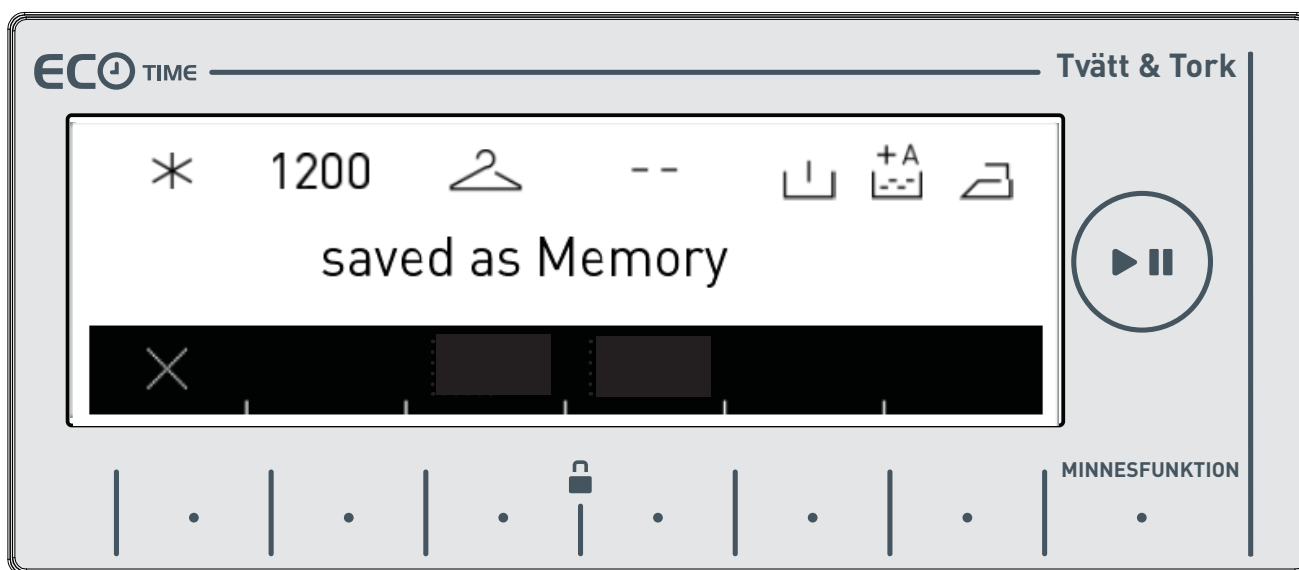 ECO TIME
Tvätt & Tork
1200 -- +A
saved as Memory
MINNESFUNKTION